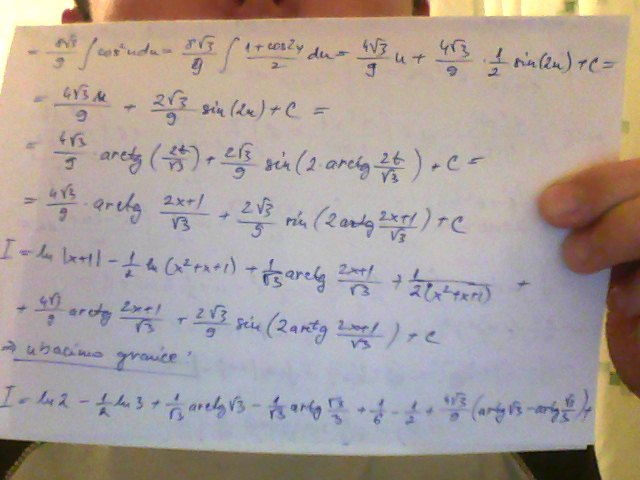 = 8√3/9 ∫ cos²u du = 8√3/9 ∫ (1+cos2u)/2 du = 4√3/9 u + 4√3/9 · 1/2 sin(2u) + C =
= 4√3/9 u + 2√3/9 sin(2u) + C =
= 4√3/9 · arctg (2t/√3) + 2√3/9 sin(2·arctg 2t/√3) + C =
= 4√3/9 · arctg (2x+1)/√3 + 2√3/9 sin(2arctg (2x+1)/√3) + C
I = ln|x+1| - 1/2 ln(x²+x+1) + 1/√3 arctg (2x+1)/√3 + 1/(2(x²+x+1)) +
+ 4√3/9 arctg (2x+1)/√3 + 2√3/9 sin(2arctg (2x+1)/√3) + C
⇒ ubacimo granice:
I = ln2 - 1/2 ln3 + 1/√3 arctg√3 - 1/√3 arctg √3/3 + 1/6 - 1/2 + 4√3/9 (arctg√3 - arctg √3/3) +